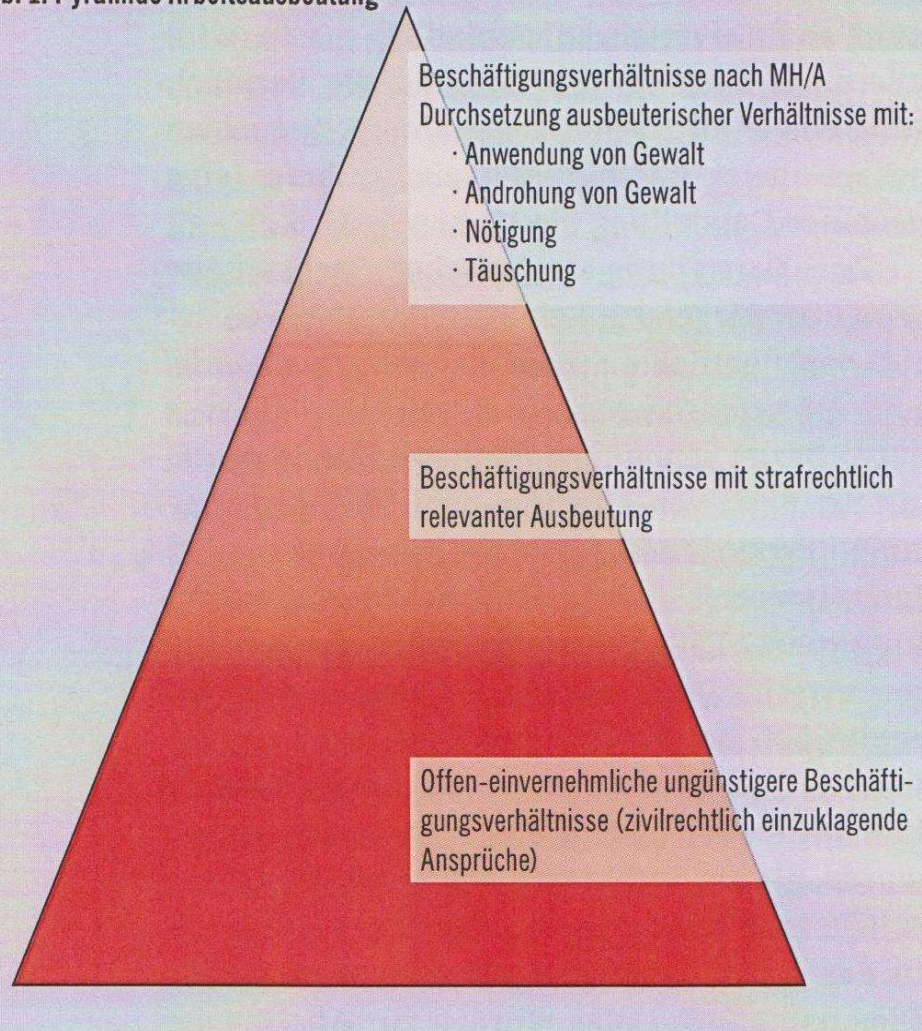 Beschäftigungsverhältnisse nach MH/A
Durchsetzung ausbeuterischer Verhältnisse mit:
· Anwendung von Gewalt
· Androhung von Gewalt
· Nötigung
· Täuschung
Beschäftigungsverhältnisse mit strafrechtlich
relevanter Ausbeutung
Offen-einvernehmliche ungünstigere Beschäfti-
gungsverhältnisse (zivilrechtlich einzuklagende
Ansprüche)